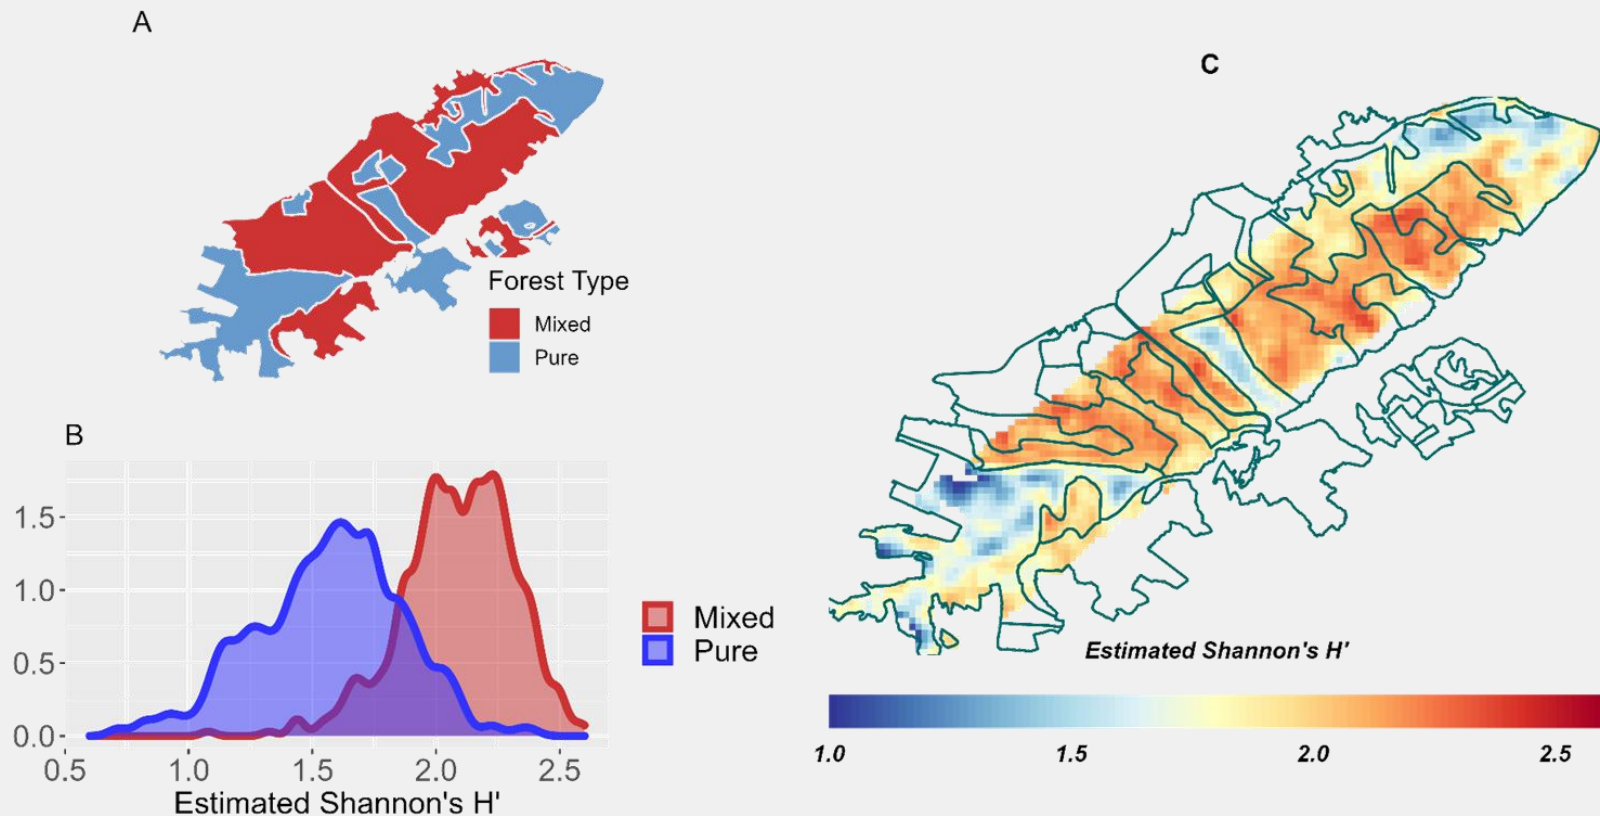 A
C
Forest Type
Mixed
Pure
B
1.5
1.0
0.5
0.0
0.5 1.0 1.5 2.0 2.5
Estimated Shannon's H'
Mixed
Pure
Estimated Shannon's H'
1.0 1.5 2.0 2.5